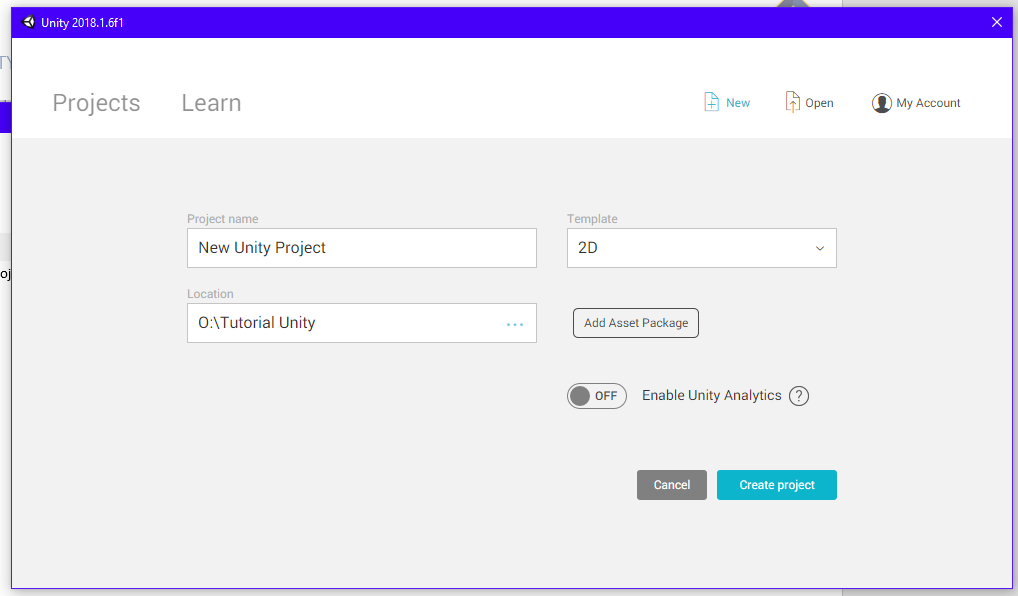 Unity 2018.1.6f1
Projects Learn New Open My Account
Project name Template
New Unity Project 2D
Location
O:\Tutorial Unity ... Add Asset Package
OFF Enable Unity Analytics ?
Cancel Create project